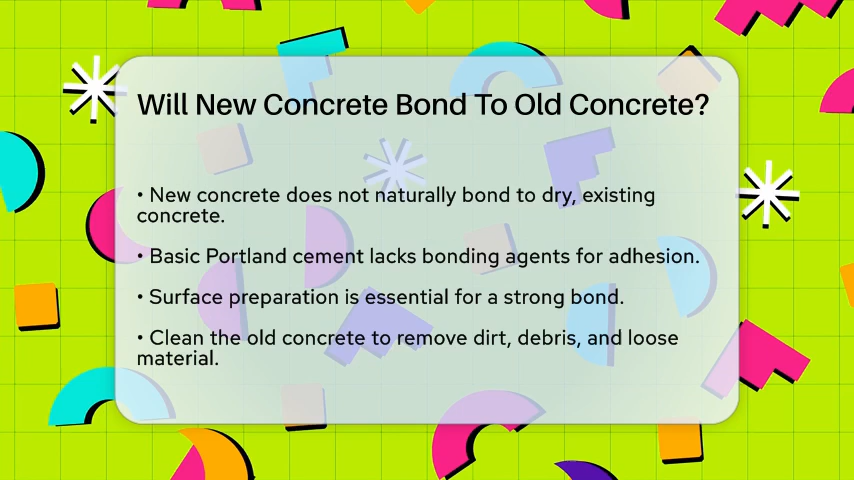 Will New Concrete Bond To Old Concrete?
• New concrete does not naturally bond to dry, existing
concrete.
• Basic Portland cement lacks bonding agents for adhesion.
• Surface preparation is essential for a strong bond.
• Clean the old concrete to remove dirt, debris, and loose
material.